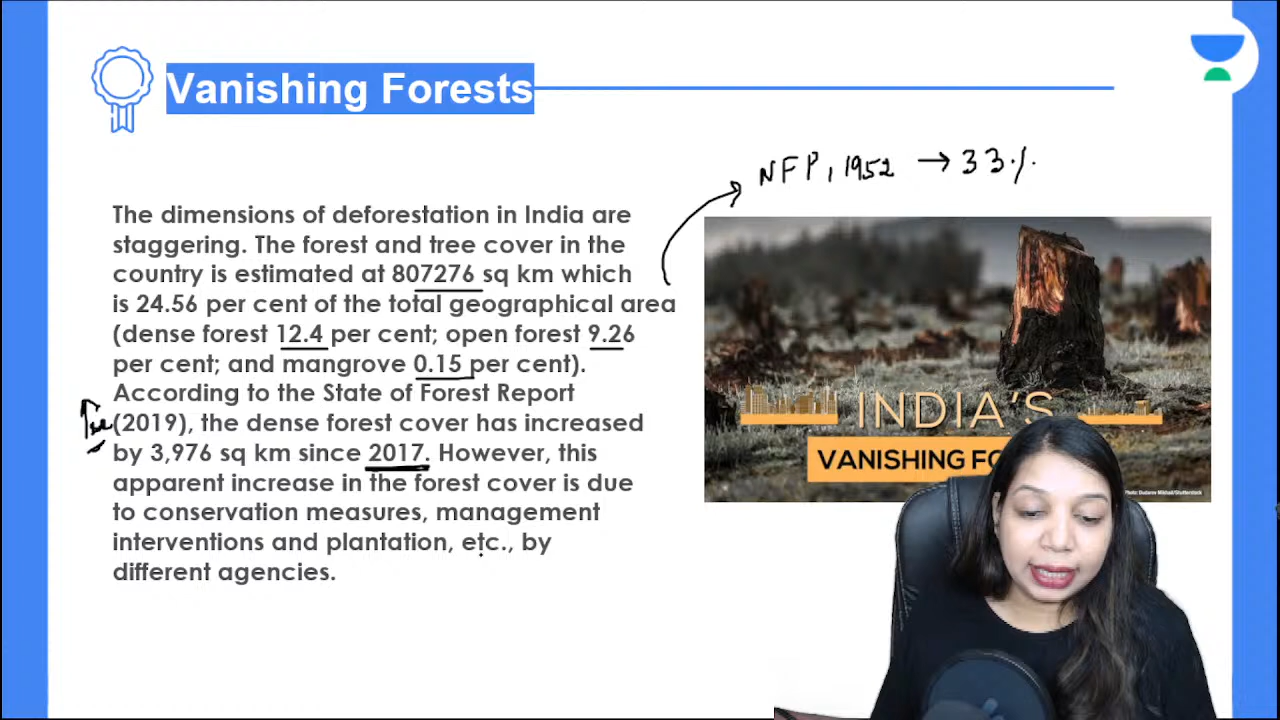 Vanishing Forests
NFP, 1952 → 33%
The dimensions of deforestation in India are
staggering. The forest and tree cover in the
country is estimated at 807276 sq km which
is 24.56 per cent of the total geographical area
(dense forest 12.4 per cent; open forest 9.26
per cent; and mangrove 0.15 per cent).
According to the State of Forest Report
(2019), the dense forest cover has increased
by 3,976 sq km since 2017. However, this
apparent increase in the forest cover is due
to conservation measures, management
interventions and plantation, etc., by
different agencies.
INDIA'S
VANISHING FO